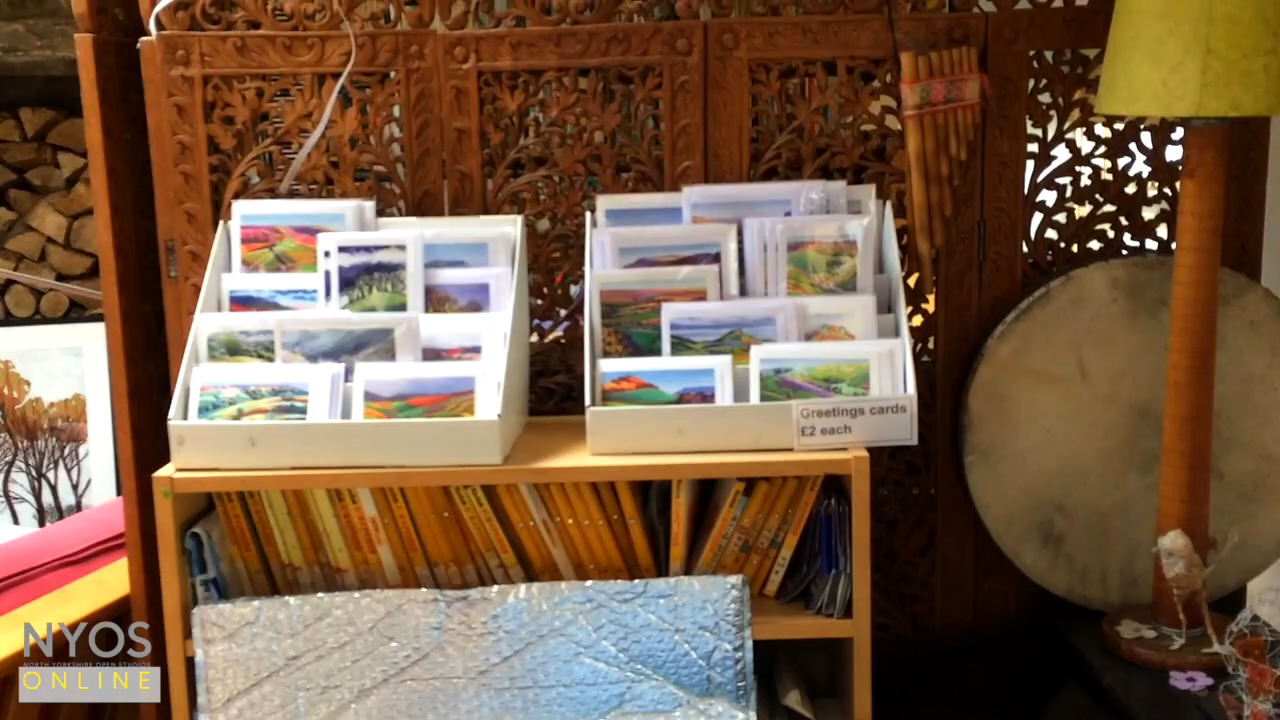 Greetings cards
£2 each
NYOS
NORTH YORKSHIRE OPEN STUDIOS
ONLINE